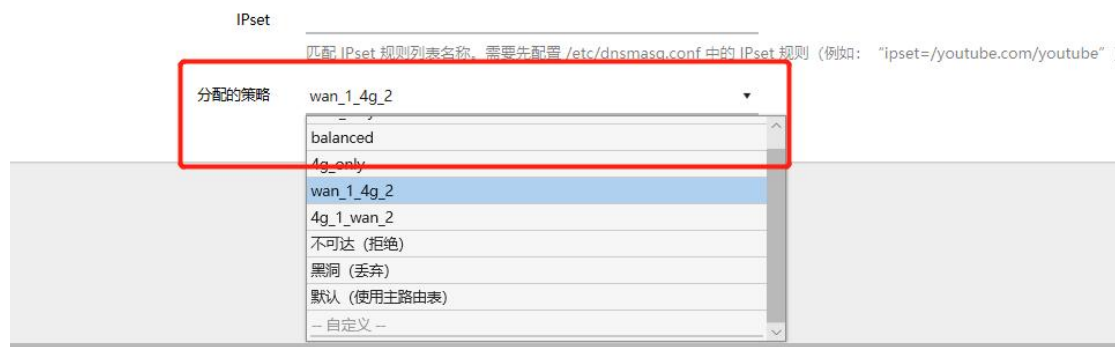 IPset
匹配 IPset 规则列表名称。需要先配置 /etc/dnsmasq.conf 中的 IPset 规则（例如： “ipset=/youtube.com/youtube”
分配的策略
wan_1_4g_2
balanced
4g_only
wan_1_4g_2
4g_1_wan_2
不可达（拒绝）
黑洞（丢弃）
默认（使用主路由表）
-- 自定义 --